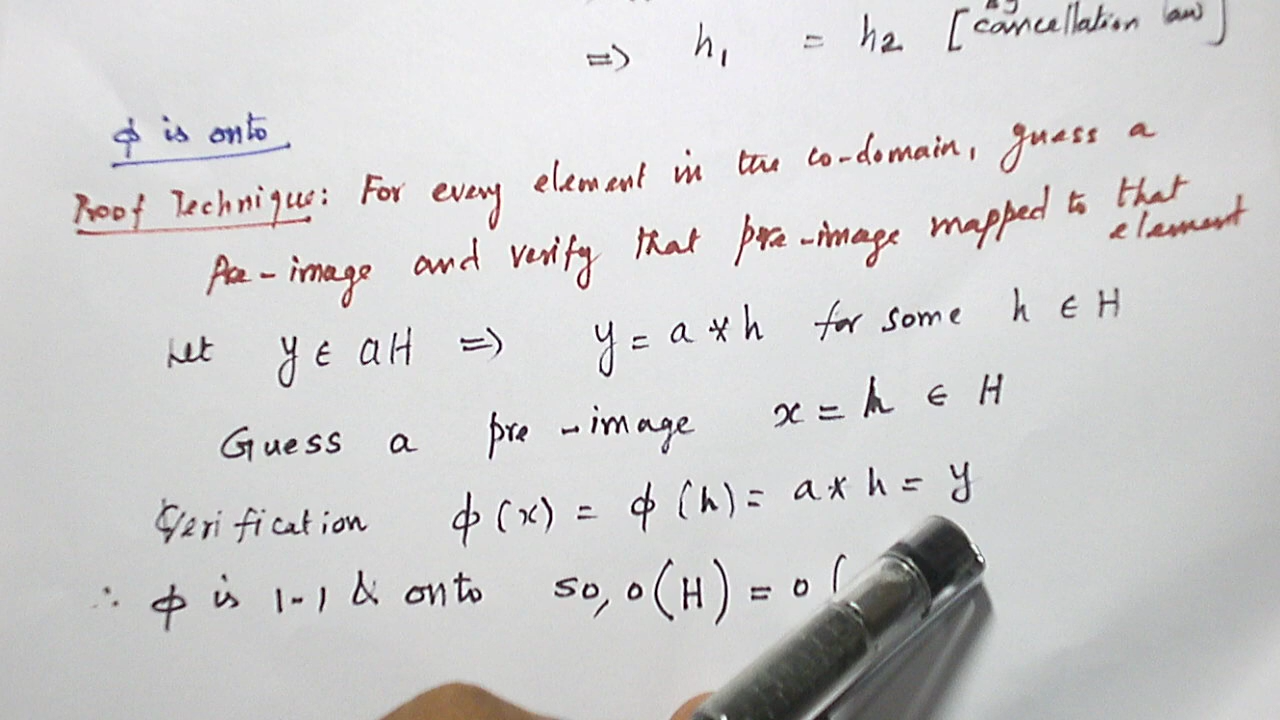 By
=> h₁ = h₂ [cancellation law]
ϕ is onto
Proof Technique: For every element in the co-domain, guess a
Pre-image and verify that pre-image mapped to that
element
Let y ∈ aH => y = a * h for some h ∈ H
Guess a pre-image x = h ∈ H
Verification ϕ(x) = ϕ(h) = a * h = y
∴ ϕ is 1-1 & onto so, o(H) = o(